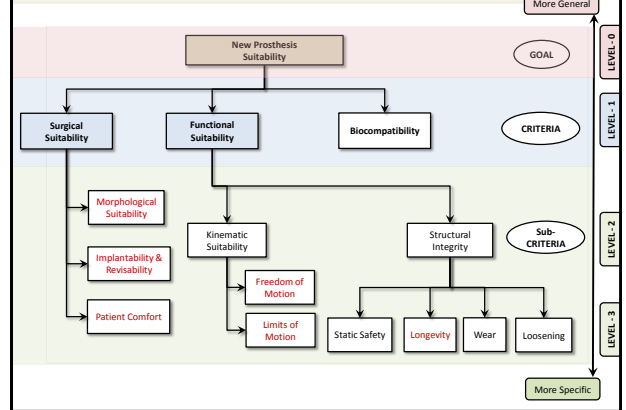 More General
New Prosthesis
Suitability
GOAL
LEVEL - 0
Surgical
Suitability
Functional
Suitability
Biocompatibility
CRITERIA
LEVEL - 1
Morphological
Suitability
Kinematic
Suitability
Structural
Integrity
Sub-
CRITERIA
LEVEL - 2
Implantability &
Revisability
Freedom of
Motion
Patient Comfort
Limits of
Motion
Static Safety
Longevity
Wear
Loosening
LEVEL - 3
More Specific